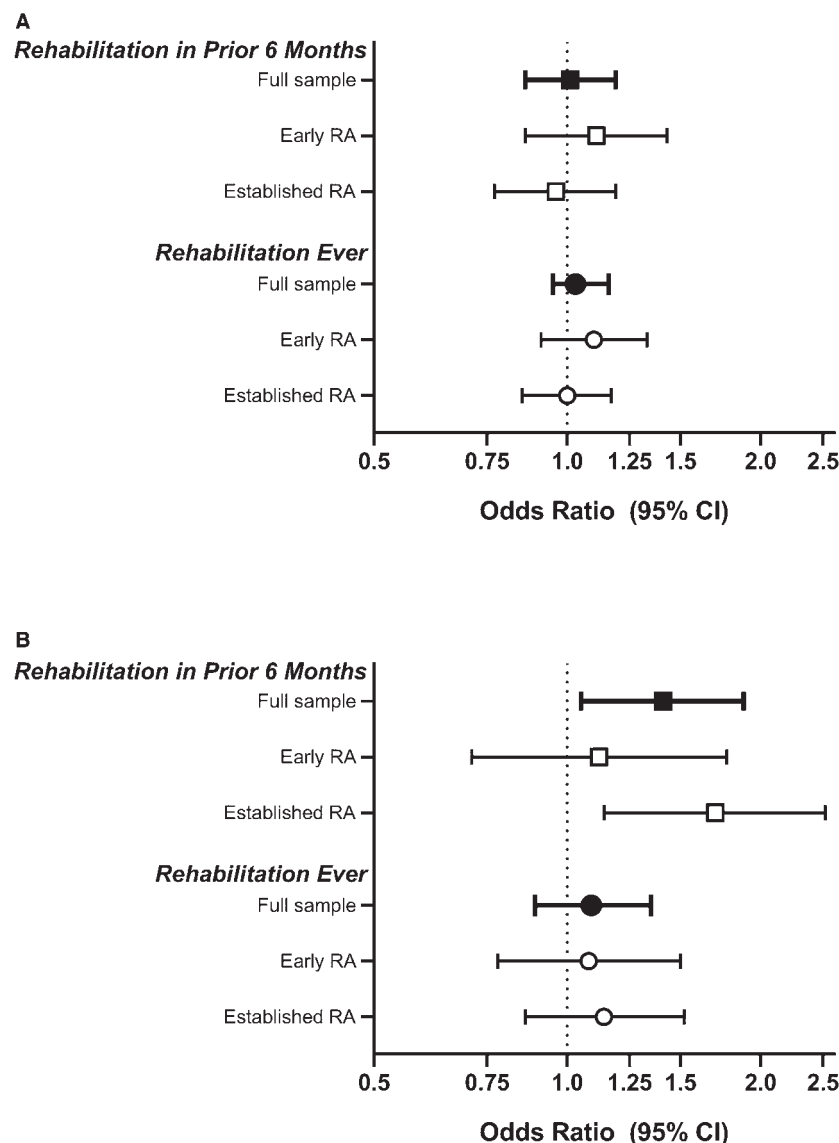 A
Rehabilitation in Prior 6 Months
Full sample
Early RA
Established RA
Rehabilitation Ever
Full sample
Early RA
Established RA
0.5 0.75 1.0 1.25 1.5 2.0 2.5
Odds Ratio (95% CI)
B
Rehabilitation in Prior 6 Months
Full sample
Early RA
Established RA
Rehabilitation Ever
Full sample
Early RA
Established RA
0.5 0.75 1.0 1.25 1.5 2.0 2.5
Odds Ratio (95% CI)